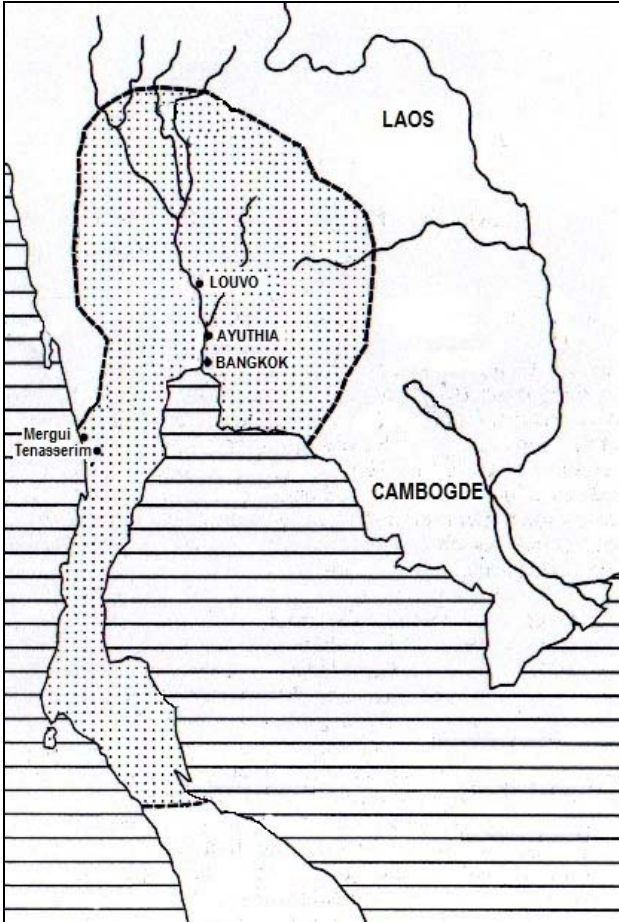 LAOS
LOUVO
AYUTHIA
BANGKOK
Mergui
Tenasserim
CAMBOGDE